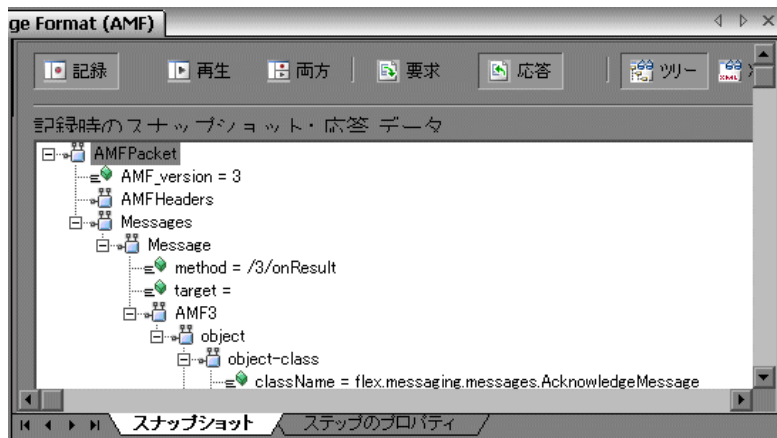 ge Format (AMF)
記録 再生 両方 要求 応答 ツリー XML
記録時のスナップショット・応答 データ
AMFPacket
AMF_version = 3
AMFHeaders
Messages
Message
method = /3/onResult
target =
AMF3
object
object-class
className = flex.messaging.messages.AcknowledgeMessage
スナップショット ステップのプロパティ